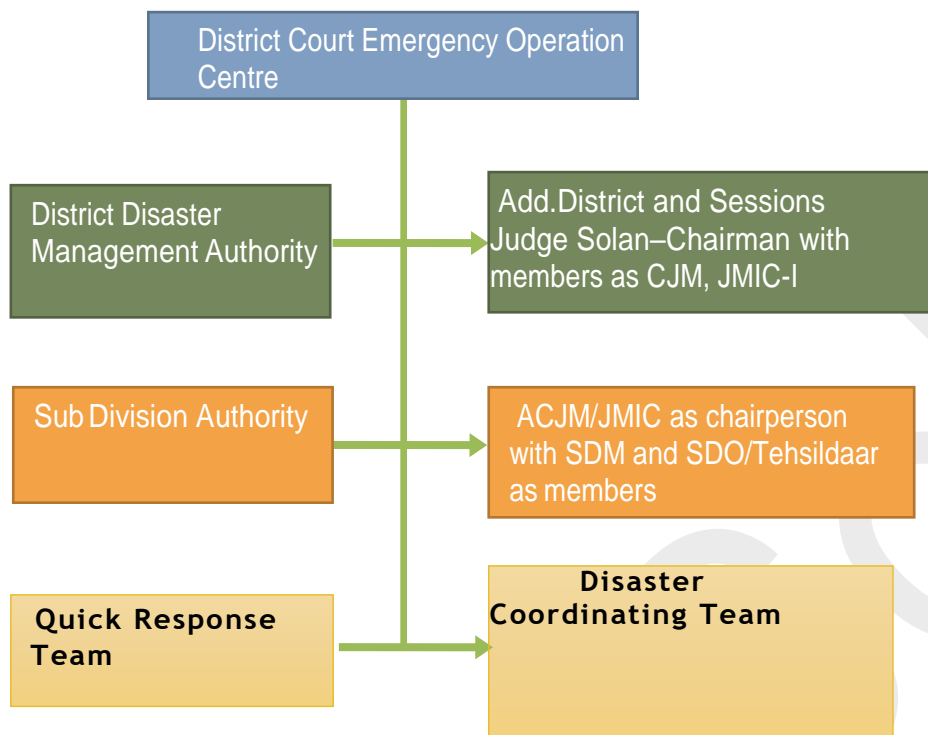 District Court Emergency Operation
Centre
District Disaster
Management Authority
Add.District and Sessions
Judge Solan–Chairman with
members as CJM, JMIC-I
Sub Division Authority
ACJM/JMIC as chairperson
with SDM and SDO/Tehsildaar
as members
Quick Response
Team
Disaster
Coordinating Team